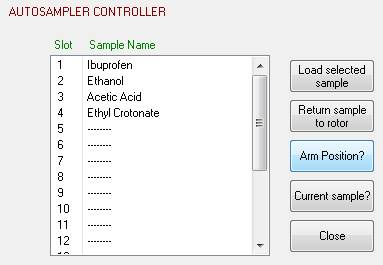 AUTOSAMPLER CONTROLLER
Slot Sample Name
1 Ibuprofen
2 Ethanol
3 Acetic Acid
4 Ethyl Crotonate
5 --------
6 --------
7 --------
8 --------
9 --------
10 --------
11 --------
12 --------
Load selected
sample
Return sample
to rotor
Arm Position?
Current sample?
Close